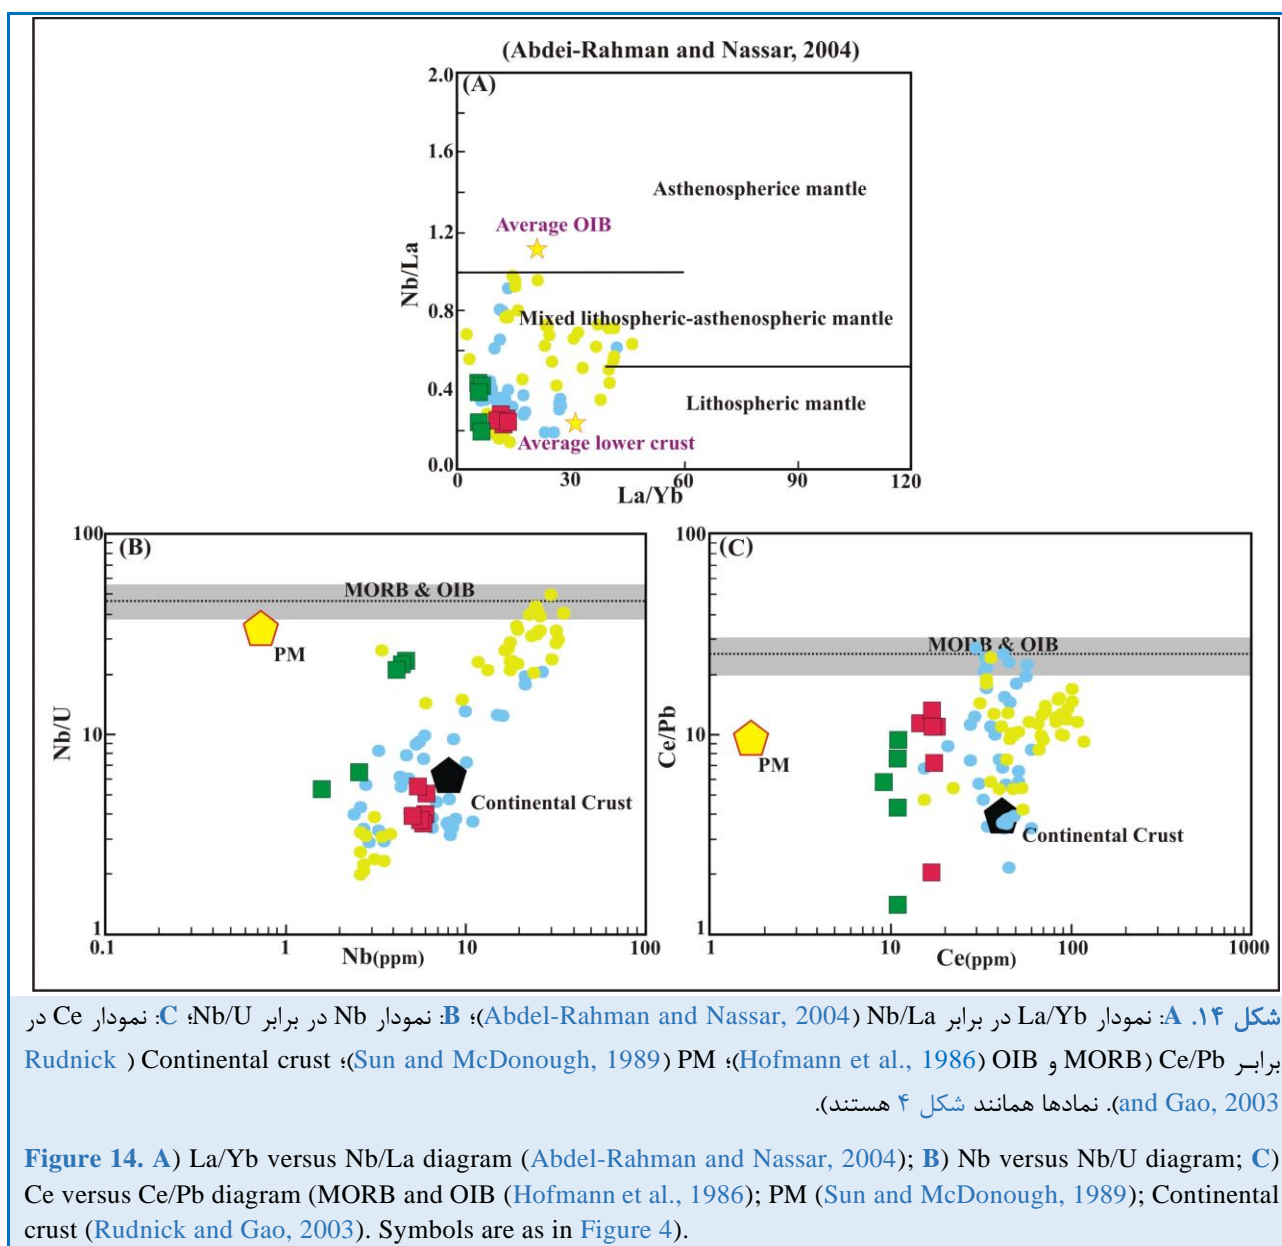 (Abdei-Rahman and Nassar, 2004)
(A)
2.0
1.6
1.2
0.8
0.4
0.0
Nb/La
Asthenospherice mantle
Average OIB
Mixed lithospheric-asthenospheric mantle
Lithospheric mantle
Average lower crust
0 30 60 90 120
La/Yb
(B)
100
10
1
Nb/U
MORB & OIB
PM
Continental Crust
0.1 1 10 100
Nb(ppm)
(C)
100
10
1
Ce/Pb
MORB & OIB
PM
Continental Crust
1 10 100 1000
Ce(ppm)
شکل ۱۴. A: نمودار La/Yb در برابر Nb/La (Abdel-Rahman and Nassar, 2004)؛ B: نمودار Nb در برابر Nb/U؛ C: نمودار Ce در
برابـر Ce/Pb (MORB و OIB (Hofmann et al., 1986)؛ PM (Sun and McDonough, 1989)؛ Continental crust (Rudnick
and Gao, 2003). نمادها همانند شکل ۴ هستند).
Figure 14. A) La/Yb versus Nb/La diagram (Abdel-Rahman and Nassar, 2004); B) Nb versus Nb/U diagram; C)
Ce versus Ce/Pb diagram (MORB and OIB (Hofmann et al., 1986); PM (Sun and McDonough, 1989); Continental
crust (Rudnick and Gao, 2003). Symbols are as in Figure 4).